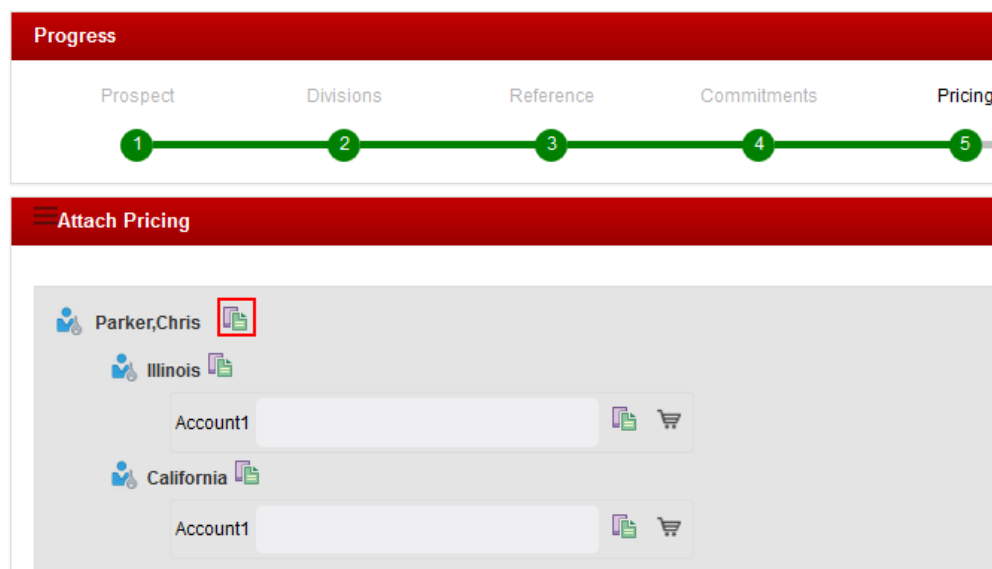 Progress
Prospect Divisions Reference Commitments Pricing
1 2 3 4 5
Attach Pricing
Parker,Chris
Illinois
Account1
California
Account1